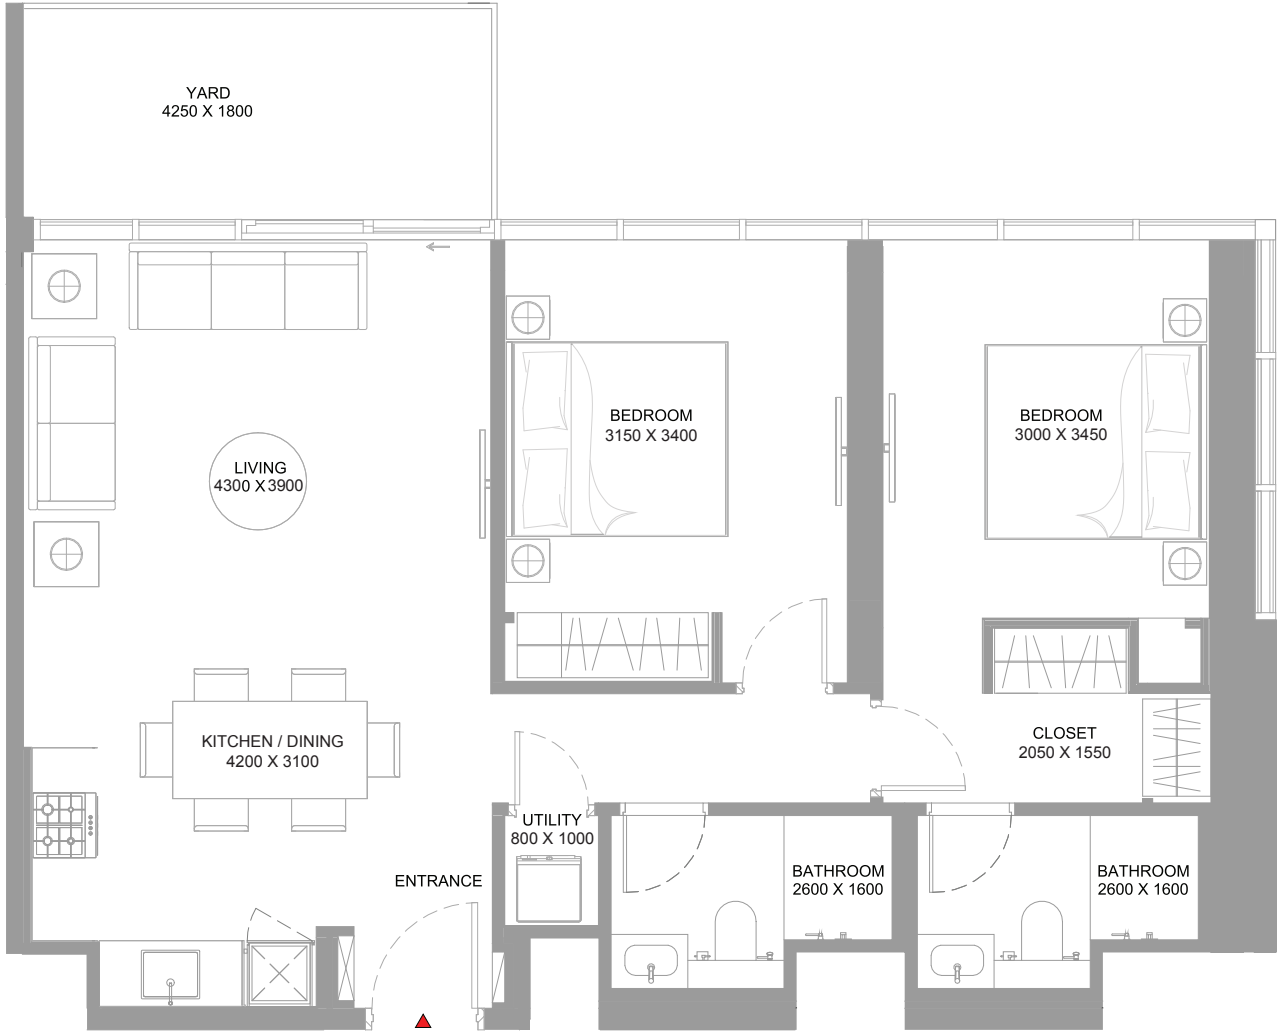 YARD
4250 X 1800
BEDROOM
3150 X 3400
BEDROOM
3000 X 3450
LIVING
4300 X 3900
KITCHEN / DINING
4200 X 3100
CLOSET
2050 X 1550
UTILITY
800 X 1000
ENTRANCE
BATHROOM
2600 X 1600
BATHROOM
2600 X 1600